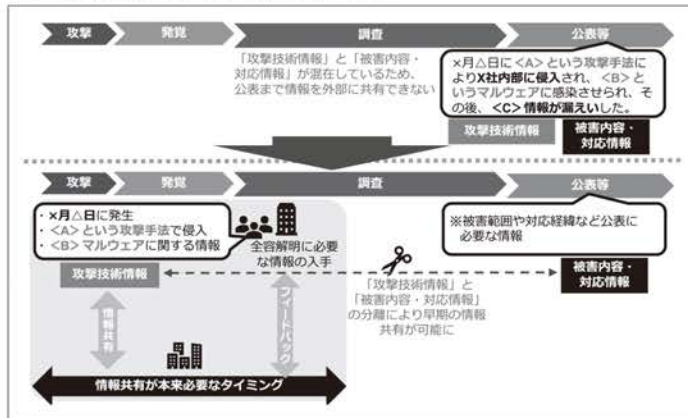 攻撃
発覚
調査
公表等
「攻撃技術情報」と「被害内容・
対応情報」が混在しているため、
公表まで情報を外部に共有できない
×月△日に<A>という攻撃手法に
よりX社内部に侵入され、<B>と
いうマルウェアに感染させられ、そ
の後、<C>情報が漏えいした。
攻撃技術情報
被害内容・
対応情報
攻撃
発覚
調査
公表等
・×月△日に発生
・<A>という攻撃手法で侵入
・<B>マルウェアに関する情報
全容解明に必要
な情報の入手
※被害範囲や対応経緯など公表に
必要な情報
攻撃技術情報
被害内容・
対応情報
「攻撃技術情報」と
「被害内容・対応情報」
の分離により早期の情報
共有が可能に
情報共有
フィードバック
情報共有が本来必要なタイミング